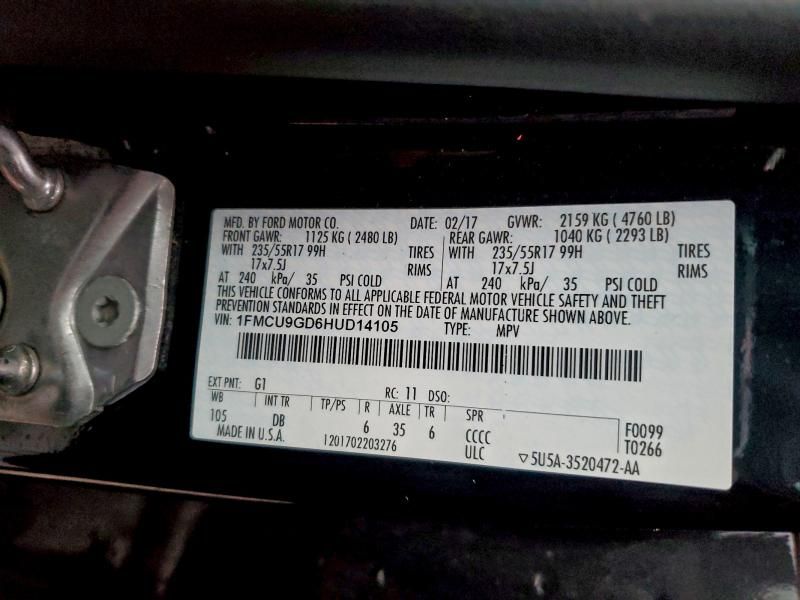 MFD. BY FORD MOTOR CO. DATE: 02/17 GVWR: 2159 KG ( 4760 LB)
FRONT GAWR: 1125 KG ( 2480 LB) REAR GAWR: 1040 KG ( 2293 LB)
WITH 235/55R17 99H TIRES WITH 235/55R17 99H TIRES
17x7.5J RIMS 17x7.5J RIMS
AT 240 kPa/ 35 PSI COLD AT 240 kPa/ 35 PSI COLD
THIS VEHICLE CONFORMS TO ALL APPLICABLE FEDERAL MOTOR VEHICLE SAFETY AND THEFT
PREVENTION STANDARDS IN EFFECT ON THE DATE OF MANUFACTURE SHOWN ABOVE.
VIN: 1FMCU9GD6HUD14105 TYPE: MPV
EXT PNT: G1 RC: 11 DSO:
WB INT TR TP/PS R AXLE TR SPR
105 DB 6 35 6 CCCC F0099
MADE IN U.S.A. 1201702203276 ULC T0266
▽5U5A-3520472-AA